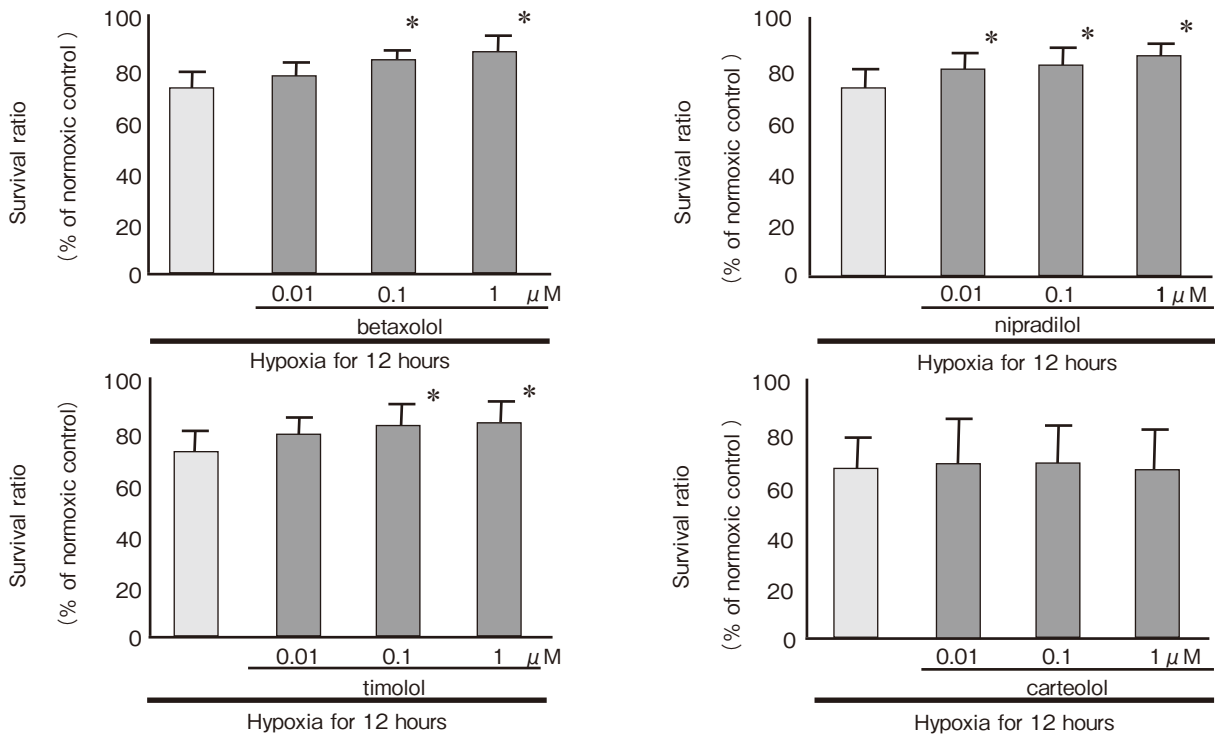 Survival ratio
(% of normoxic control )
100
80
60
40
20
0
*
*
0.01 0.1 1 μM
betaxolol
Hypoxia for 12 hours
Survival ratio
(% of normoxic control )
100
80
60
40
20
0
*
*
*
0.01 0.1 1 μM
nipradilol
Hypoxia for 12 hours
Survival ratio
(% of normoxic control)
100
80
60
40
20
0
*
*
0.01 0.1 1 μM
timolol
Hypoxia for 12 hours
Survival ratio
(% of normoxic control )
100
80
60
40
20
0
0.01 0.1 1 μM
carteolol
Hypoxia for 12 hours